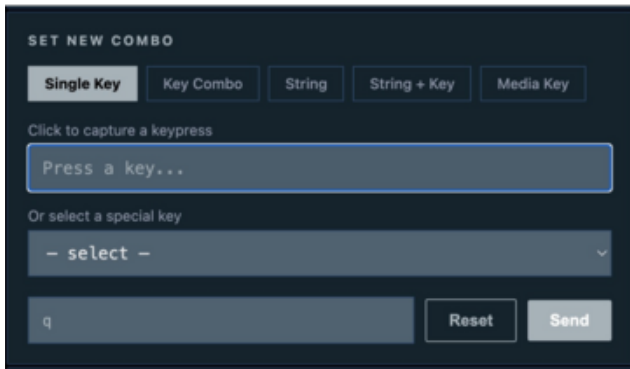 SET NEW COMBO
Single Key Key Combo String String + Key Media Key
Click to capture a keypress
Press a key...
Or select a special key
— select —
q Reset Send